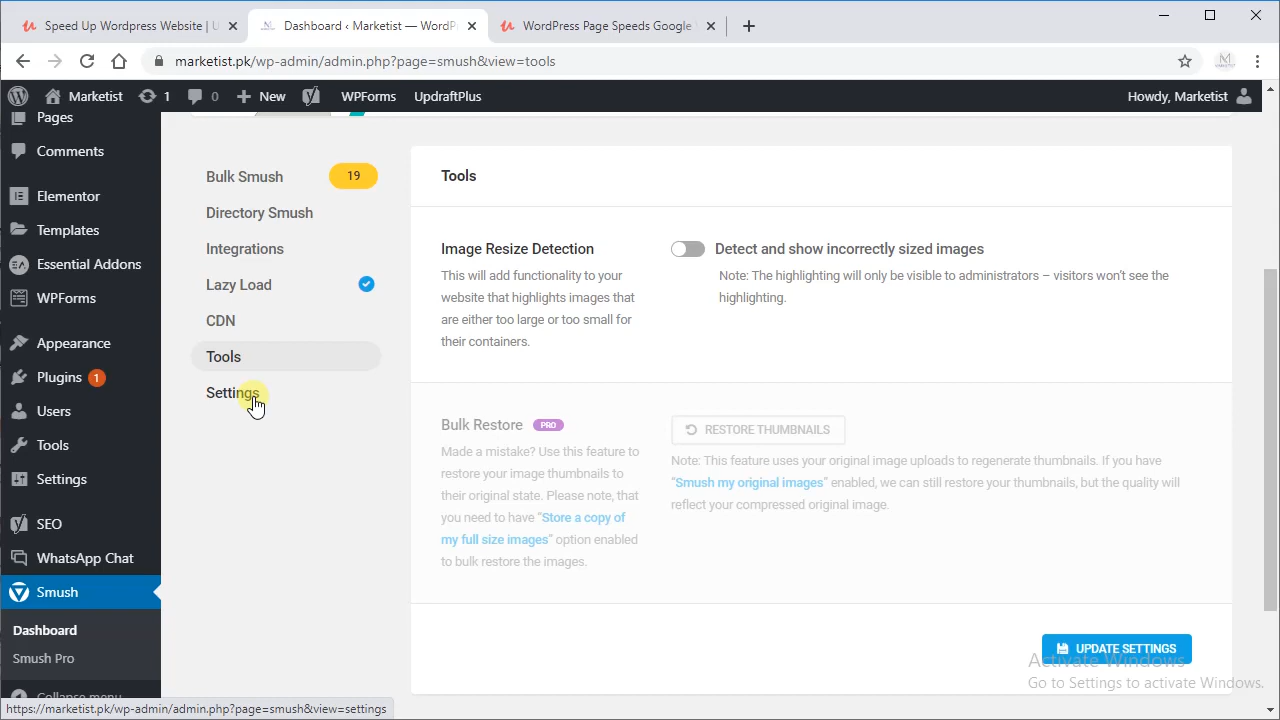 Speed Up Wordpress Website | U
Dashboard ‹ Marketist — WordP
WordPress Page Speeds Google
marketist.pk/wp-admin/admin.php?page=smush&view=tools
Marketist
1
0
New
WPForms
UpdraftPlus
Howdy, Marketist
Pages
Comments
Elementor
Templates
Essential Addons
WPForms
Appearance
Plugins 1
Users
Tools
Settings
SEO
WhatsApp Chat
Smush
Dashboard
Smush Pro
Collapse menu
Bulk Smush 19
Directory Smush
Integrations
Lazy Load
CDN
Tools
Settings
Tools
Image Resize Detection
This will add functionality to your
website that highlights images that
are either too large or too small for
their containers.
Detect and show incorrectly sized images
Note: The highlighting will only be visible to administrators – visitors won't see the
highlighting.
Bulk Restore PRO
Made a mistake? Use this feature to
restore your image thumbnails to
their original state. Please note, that
you need to have "Store a copy of
my full size images" option enabled
to bulk restore the images.
RESTORE THUMBNAILS
Note: This feature uses your original image uploads to regenerate thumbnails. If you have
"Smush my original images" enabled, we can still restore your thumbnails, but the quality will
reflect your compressed original image.
UPDATE SETTINGS
Activate Windows
Go to Settings to activate Windows.
https://marketist.pk/wp-admin/admin.php?page=smush&view=settings